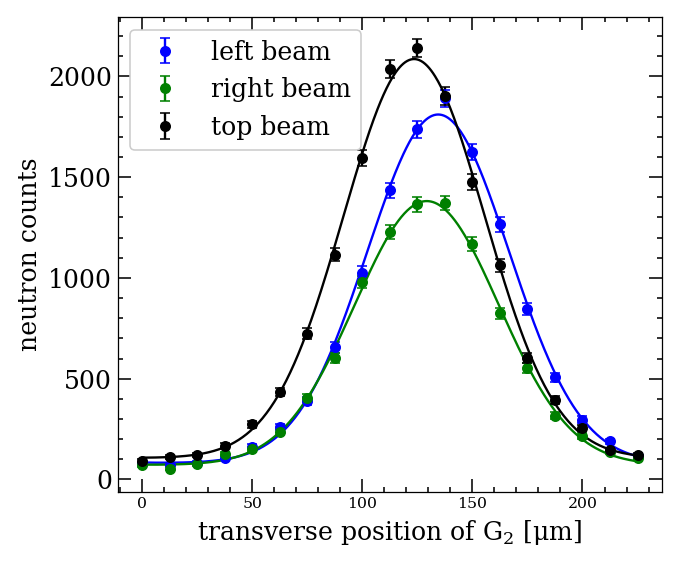 left beam
right beam
top beam
2000
1500
1000
500
0
neutron counts
0 50 100 150 200
transverse position of G₂ [μm]